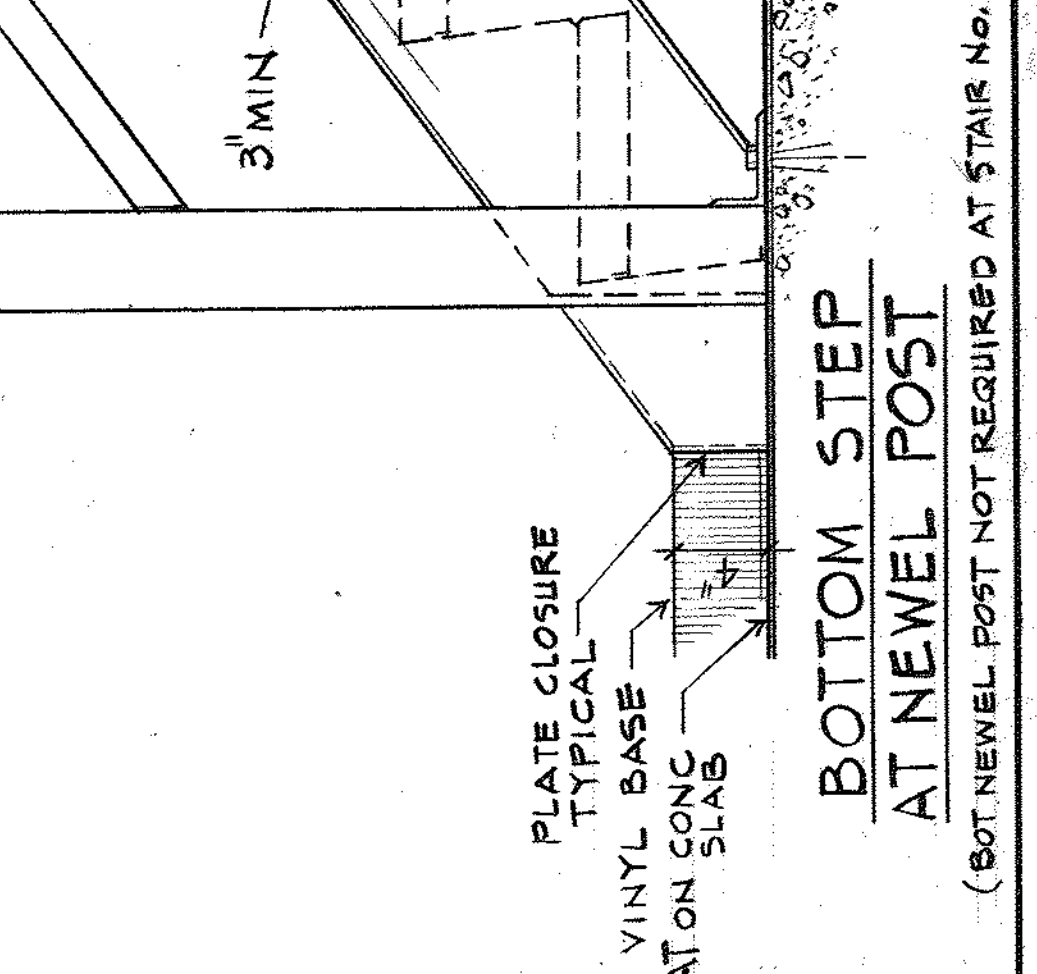 3" MIN
PLATE CLOSURE
TYPICAL
VINYL BASE
ON CONC
SLAB
4"
BOTTOM STEP
AT NEWEL POST
(BOT NEWEL POST NOT REQUIRED AT STAIR No.